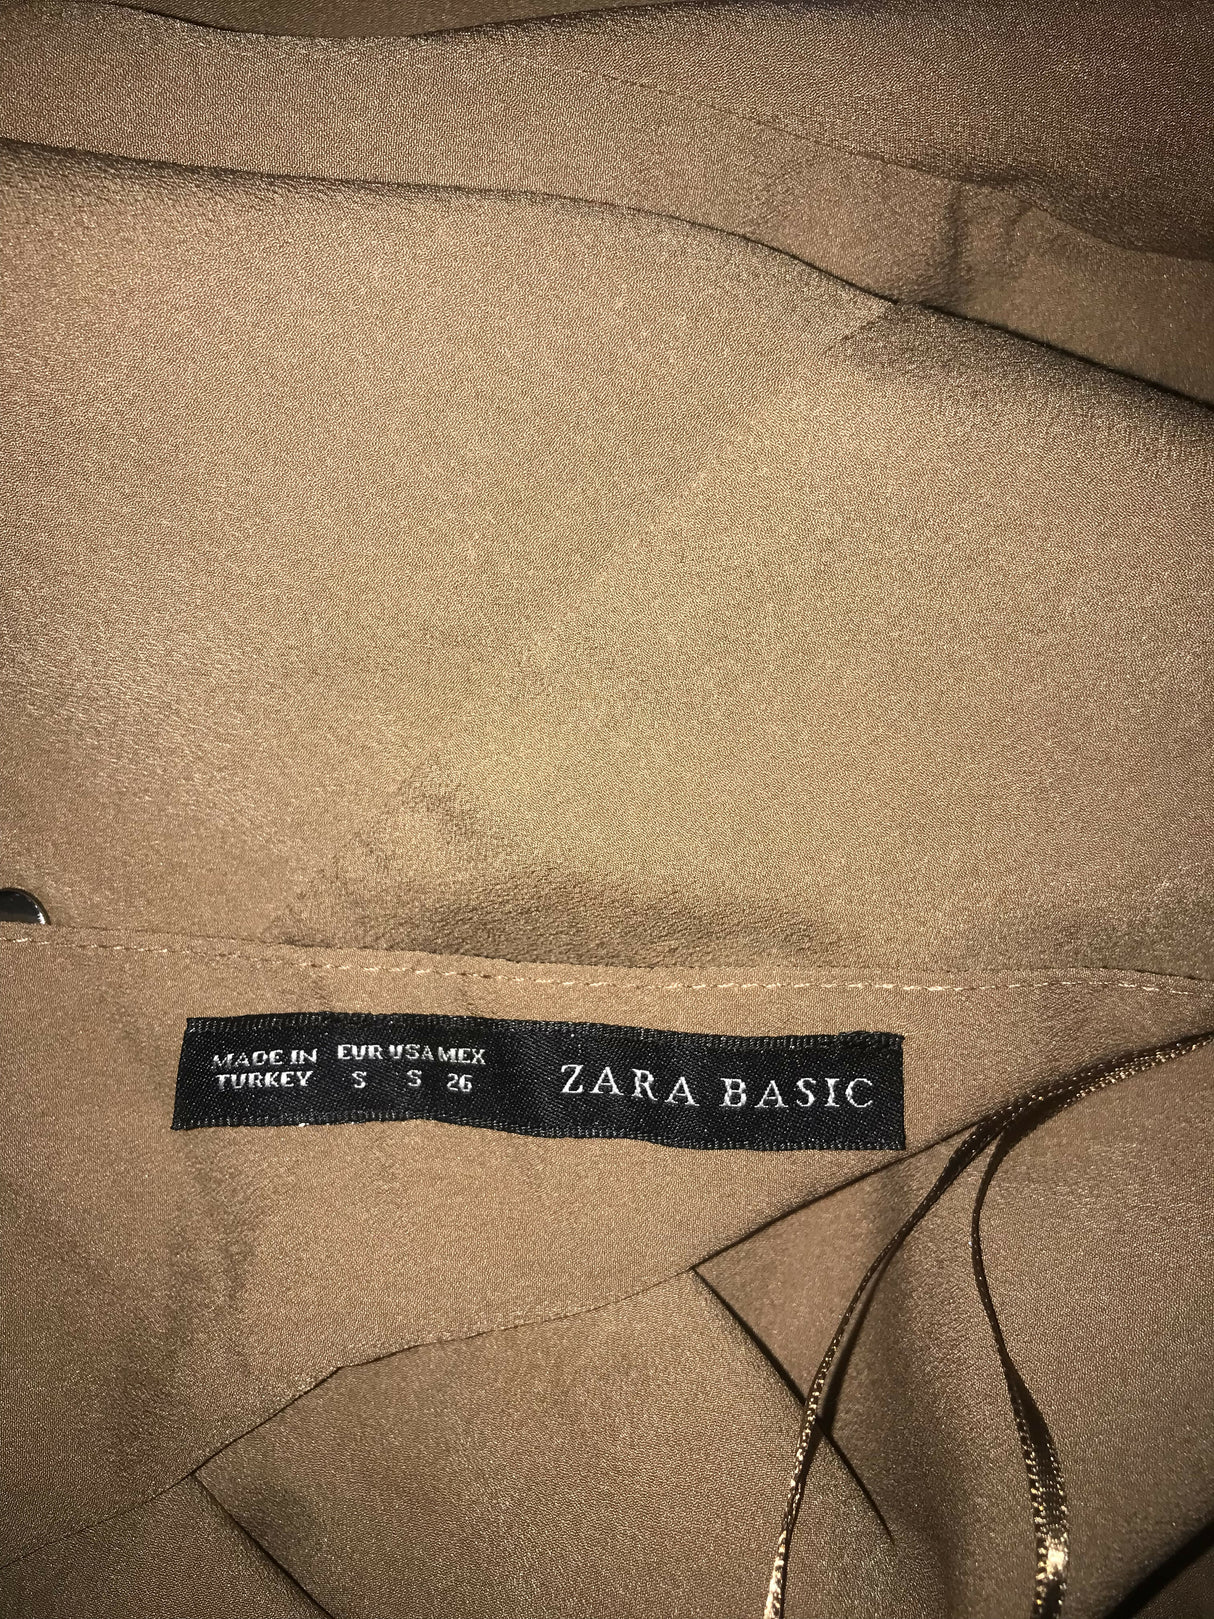 MADE IN EUR USA MEX
TURKEY S S 26
ZARA BASIC